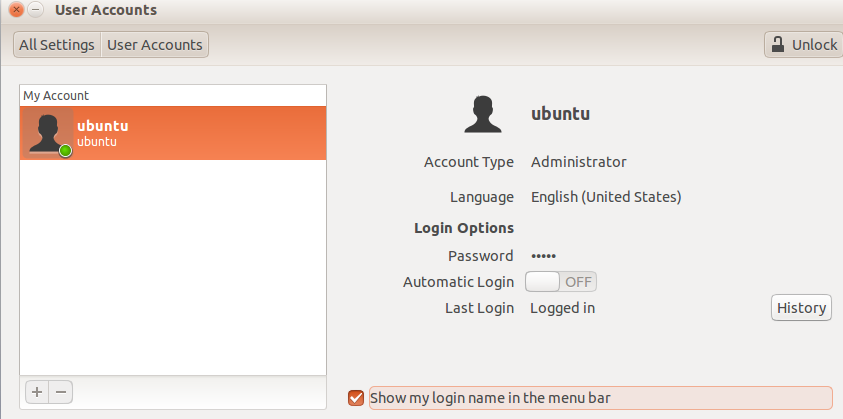 User Accounts
All Settings User Accounts Unlock
My Account
ubuntu
ubuntu
ubuntu
Account Type Administrator
Language English (United States)
Login Options
Password •••••
Automatic Login OFF
Last Login Logged in History
Show my login name in the menu bar